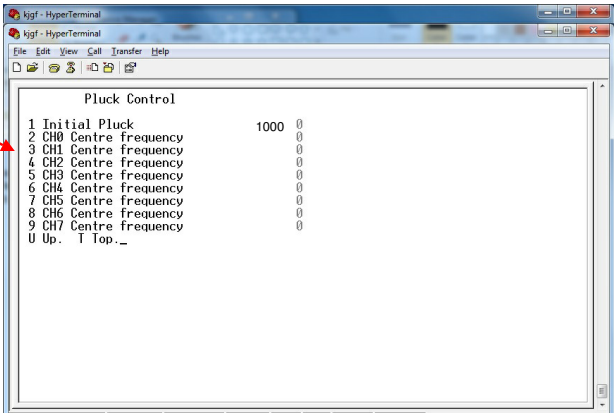 kjgf - HyperTerminal
kjgf - HyperTerminal
File Edit View Call Transfer Help
Pluck Control
1 Initial Pluck 1000 0
2 CH0 Centre frequency 0
3 CH1 Centre frequency 0
4 CH2 Centre frequency 0
5 CH3 Centre frequency 0
6 CH4 Centre frequency 0
7 CH5 Centre frequency 0
8 CH6 Centre frequency 0
9 CH7 Centre frequency 0
U Up. T Top._